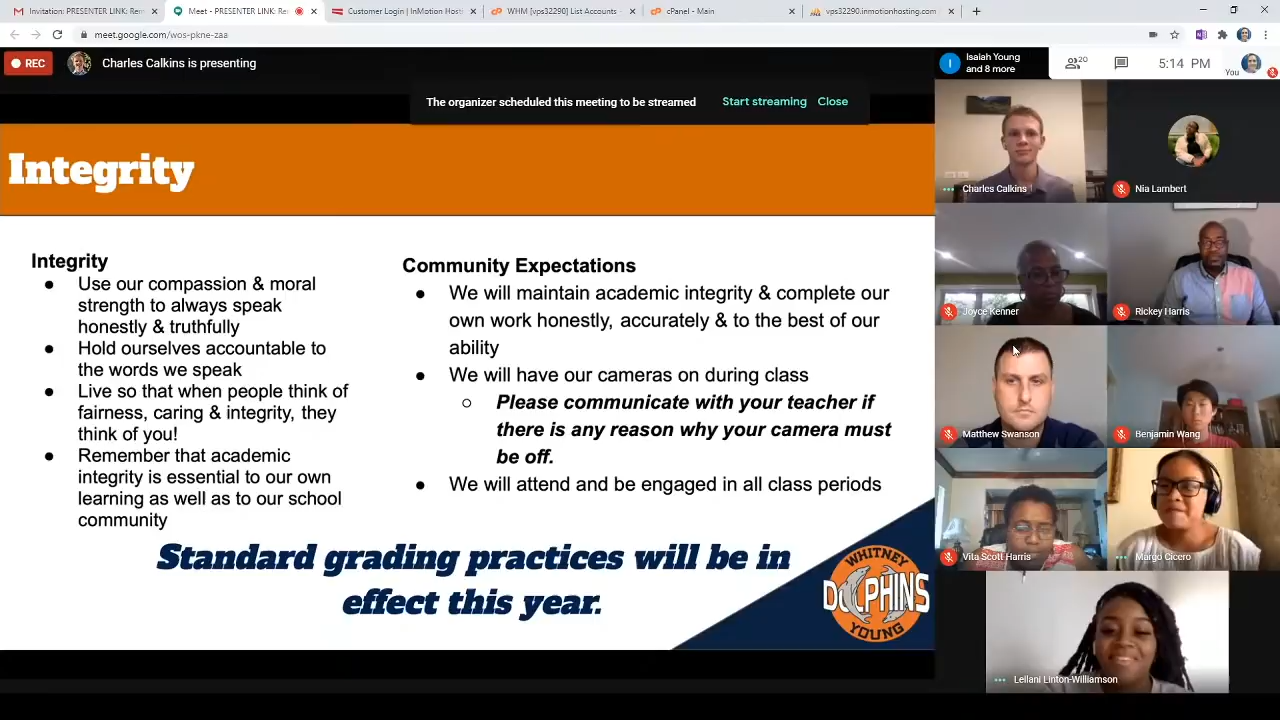 Invitation: PRESENTER LINK: Rem
Meet - PRESENTER LINK: Re
Customer Login | InMotion Host
WHM [vps32290] List Accounts -
cPanel - Main
vps32290.inmotionhosting.com
meet.google.com/wos-pkne-zaa
REC
Charles Calkins is presenting
I
Isaiah Young
and 8 more
20
5:14 PM
You
The organizer scheduled this meeting to be streamed
Start streaming
Close
Integrity
Integrity
● Use our compassion & moral
strength to always speak
honestly & truthfully
● Hold ourselves accountable to
the words we speak
● Live so that when people think of
fairness, caring & integrity, they
think of you!
● Remember that academic
integrity is essential to our own
learning as well as to our school
community
Community Expectations
● We will maintain academic integrity & complete our
own work honestly, accurately & to the best of our
ability
● We will have our cameras on during class
○ Please communicate with your teacher if
there is any reason why your camera must
be off.
● We will attend and be engaged in all class periods
Standard grading practices will be in
effect this year.
WHITNEY
DOLPHINS
YOUNG
Charles Calkins
Nia Lambert
Joyce Kenner
Rickey Harris
Matthew Swanson
Benjamin Wang
Vita Scott Harris
Margo Cicero
Leilani Linton-Williamson